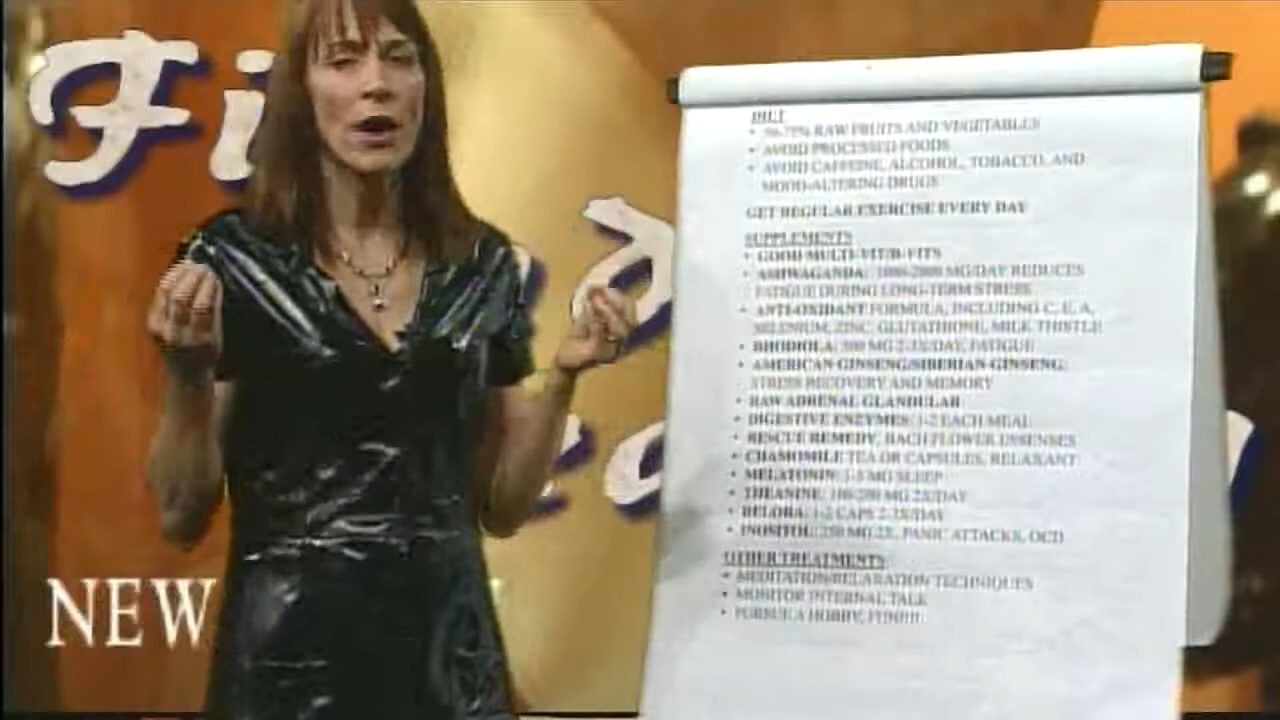 Fi
NEW
DIET
• 50-75% RAW FRUITS AND VEGETABLES
• AVOID PROCESSED FOODS
• AVOID CAFFEINE, ALCOHOL, TOBACCO, AND
MOOD-ALTERING DRUGS
GET REGULAR EXERCISE EVERY DAY
SUPPLEMENTS
• GOOD MULTI-VIT/B-VITS
• ASHWAGANDA: 1000-2000 MG/DAY REDUCES
FATIGUE DURING LONG-TERM STRESS
• ANTI-OXIDANT FORMULA, INCLUDING C, E, A,
SELENIUM, ZINC, GLUTATHIONE, MILK THISTLE
• RHODIOLA: 500 MG 2-3X/DAY, FATIGUE
• AMERICAN GINSENG/SIBERIAN GINSENG:
STRESS RECOVERY AND MEMORY
• RAW ADRENAL GLANDULAR
• DIGESTIVE ENZYMES: 1-2 EACH MEAL
• RESCUE REMEDY, BACH FLOWER ESSENSES
• CHAMOMILE TEA OR CAPSULES, RELAXANT
• MELATONIN: 1-3 MG SLEEP
• THEANINE: 100-200 MG 2X/DAY
• RELORA: 1-2 CAPS 2-3X/DAY
• INOSITOL: 250 MG 2X, PANIC ATTACKS, OCD
OTHER TREATMENTS
• MEDITATION/RELAXATION TECHNIQUES
• MONITOR INTERNAL TALK
• PURSUE A HOBBY, FUN!!!!